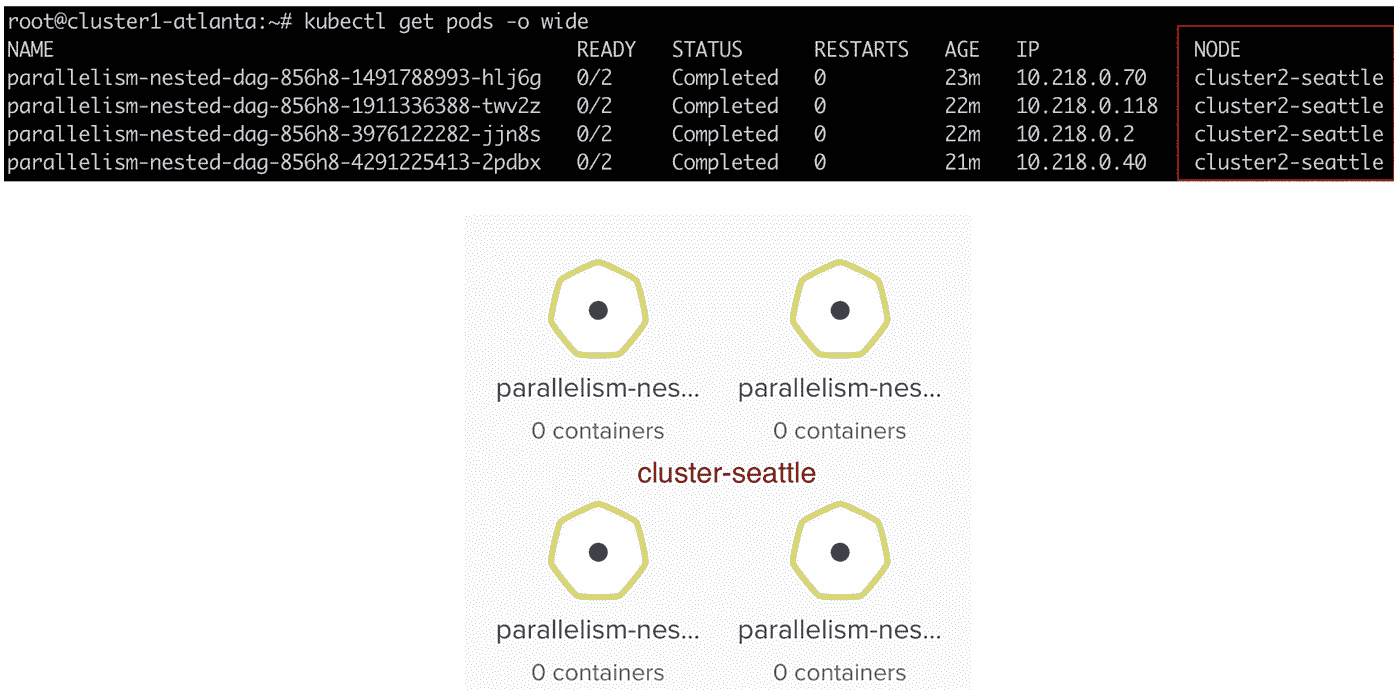 root@cluster1-atlanta:~# kubectl get pods -o wide
NAME READY STATUS RESTARTS AGE IP NODE
parallelism-nested-dag-856h8-1491788993-hlj6g 0/2 Completed 0 23m 10.218.0.70 cluster2-seattle
parallelism-nested-dag-856h8-1911336388-twv2z 0/2 Completed 0 22m 10.218.0.118 cluster2-seattle
parallelism-nested-dag-856h8-3976122282-jjn8s 0/2 Completed 0 22m 10.218.0.2 cluster2-seattle
parallelism-nested-dag-856h8-4291225413-2pdbx 0/2 Completed 0 21m 10.218.0.40 cluster2-seattle
parallelism-nes... parallelism-nes...
0 containers 0 containers
cluster-seattle
parallelism-nes... parallelism-nes...
0 containers 0 containers